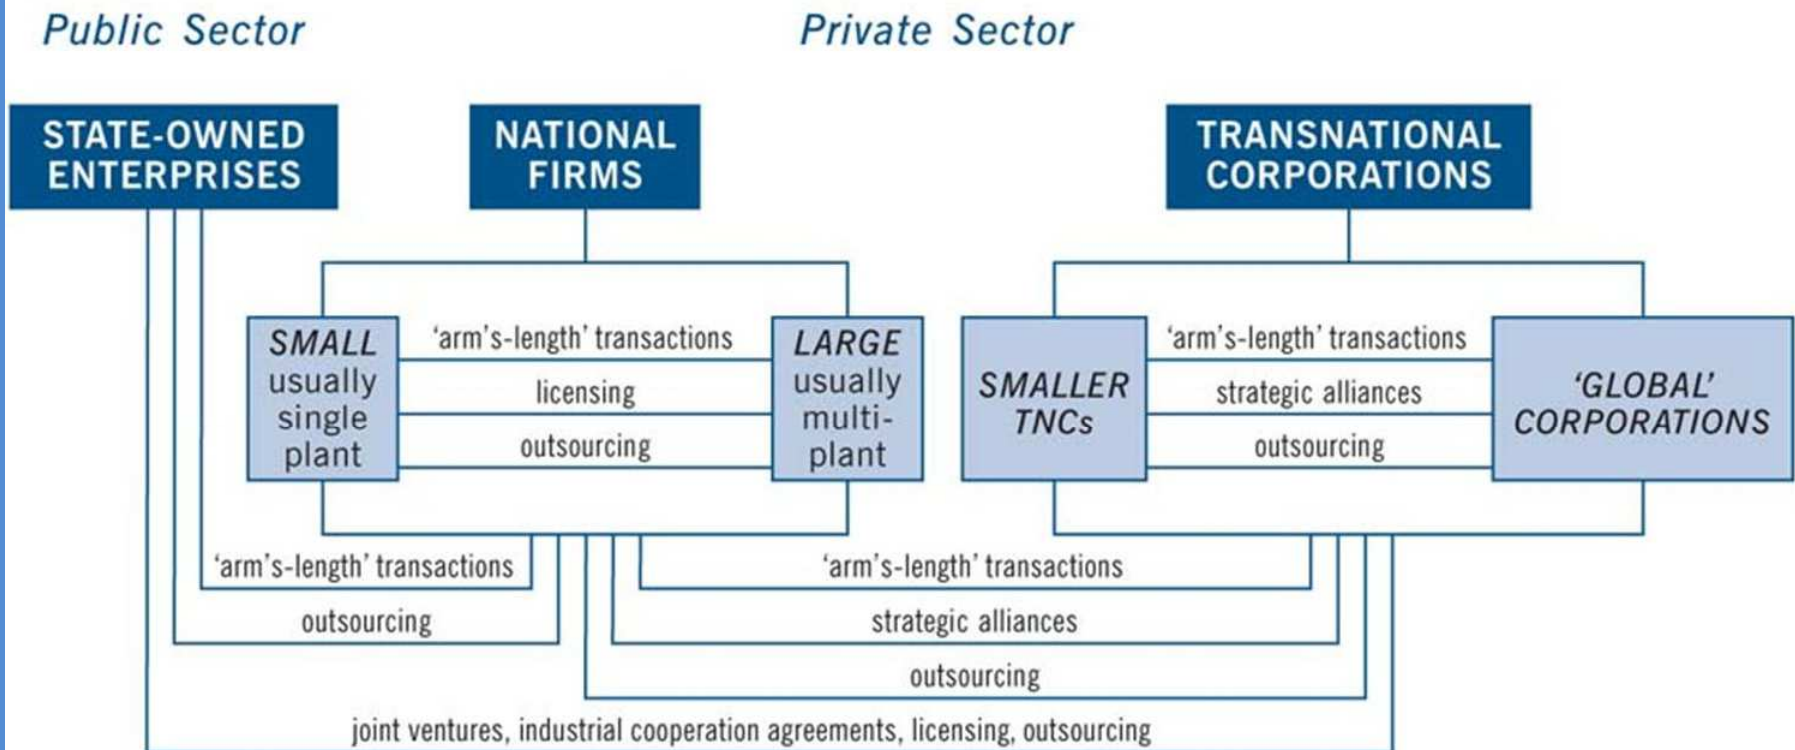 Public Sector
Private Sector
STATE-OWNED
ENTERPRISES
NATIONAL
FIRMS
TRANSNATIONAL
CORPORATIONS
SMALL
usually
single
plant
‘arm’s-length’ transactions
licensing
outsourcing
LARGE
usually
multi-
plant
SMALLER
TNCs
‘arm’s-length’ transactions
strategic alliances
outsourcing
‘GLOBAL’
CORPORATIONS
‘arm’s-length’ transactions
outsourcing
‘arm’s-length’ transactions
strategic alliances
outsourcing
joint ventures, industrial cooperation agreements, licensing, outsourcing